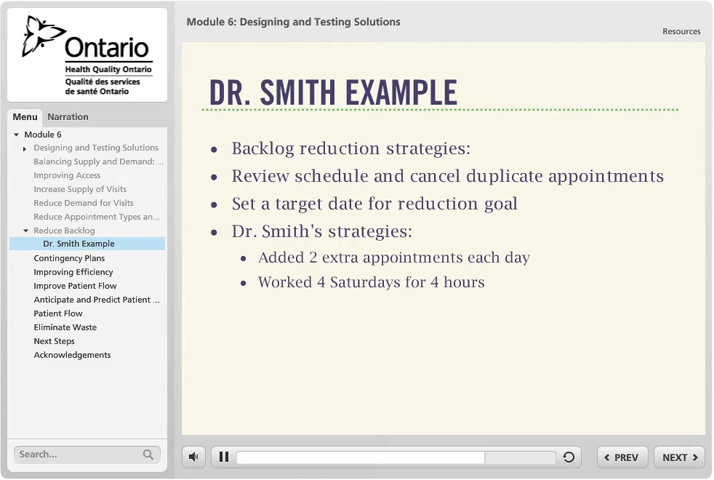 Ontario
Health Quality Ontario
Qualité des services
de santé Ontario
Menu
Narration
Module 6
Designing and Testing Solutions
Balancing Supply and Demand: ...
Improving Access
Increase Supply of Visits
Reduce Demand for Visits
Reduce Appointment Types an...
Reduce Backlog
Dr. Smith Example
Contingency Plans
Improving Efficiency
Improve Patient Flow
Anticipate and Predict Patient ...
Patient Flow
Eliminate Waste
Next Steps
Acknowledgements
Search...
Module 6: Designing and Testing Solutions
Resources
DR. SMITH EXAMPLE
• Backlog reduction strategies:
• Review schedule and cancel duplicate appointments
• Set a target date for reduction goal
• Dr. Smith's strategies:
• Added 2 extra appointments each day
• Worked 4 Saturdays for 4 hours
PREV
NEXT